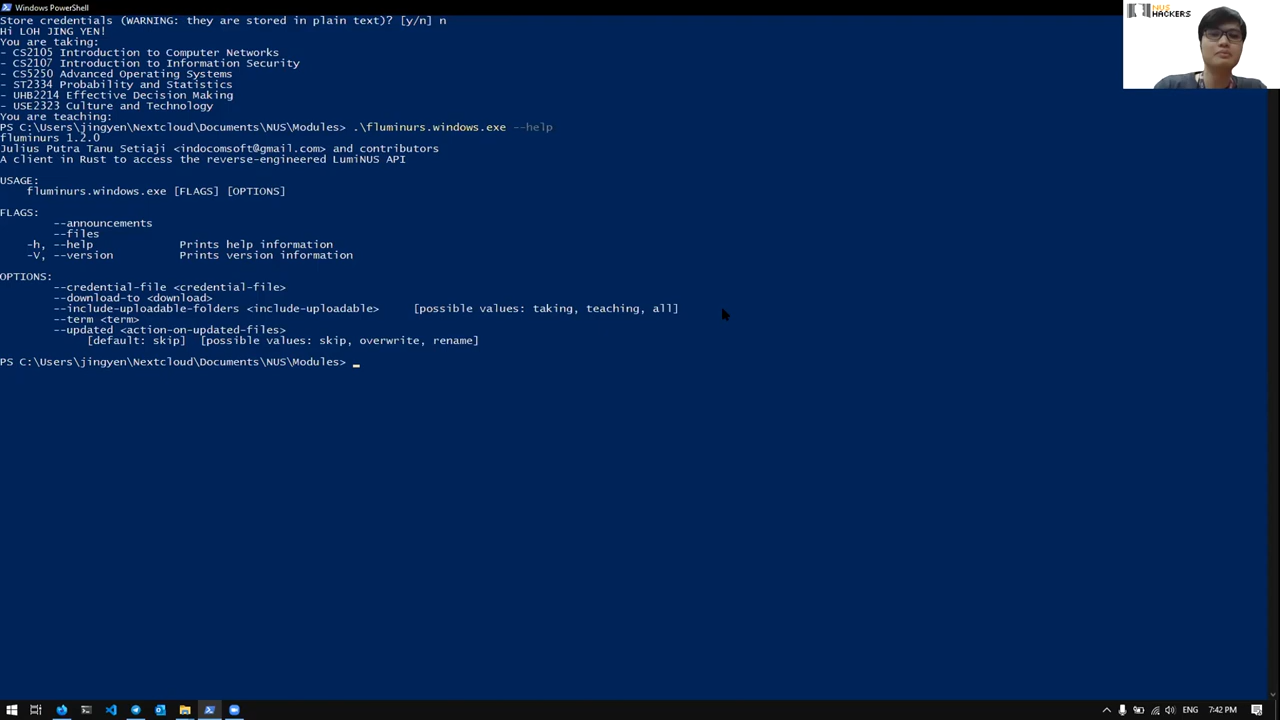 Windows PowerShell
Store credentials (WARNING: they are stored in plain text)? [y/n] n
Hi LOH JING YEN!
You are taking:
- CS2105 Introduction to Computer Networks
- CS2107 Introduction to Information Security
- CS5250 Advanced Operating Systems
- ST2334 Probability and Statistics
- UHB2214 Effective Decision Making
- USE2323 Culture and Technology
You are teaching:
PS C:\Users\jingyen\Nextcloud\Documents\NUS\Modules> .\fluminurs.windows.exe --help
fluminurs 1.2.0
Julius Putra Tanu Setiaji <indocomsoft@gmail.com> and contributors
A client in Rust to access the reverse-engineered LumiNUS API
USAGE:
fluminurs.windows.exe [FLAGS] [OPTIONS]
FLAGS:
--announcements
--files
-h, --help Prints help information
-V, --version Prints version information
OPTIONS:
--credential-file <credential-file>
--download-to <download>
--include-uploadable-folders <include-uploadable> [possible values: taking, teaching, all]
--term <term>
--updated <action-on-updated-files>
[default: skip] [possible values: skip, overwrite, rename]
PS C:\Users\jingyen\Nextcloud\Documents\NUS\Modules>
NUS
HACKERS
ENG
7:42 PM